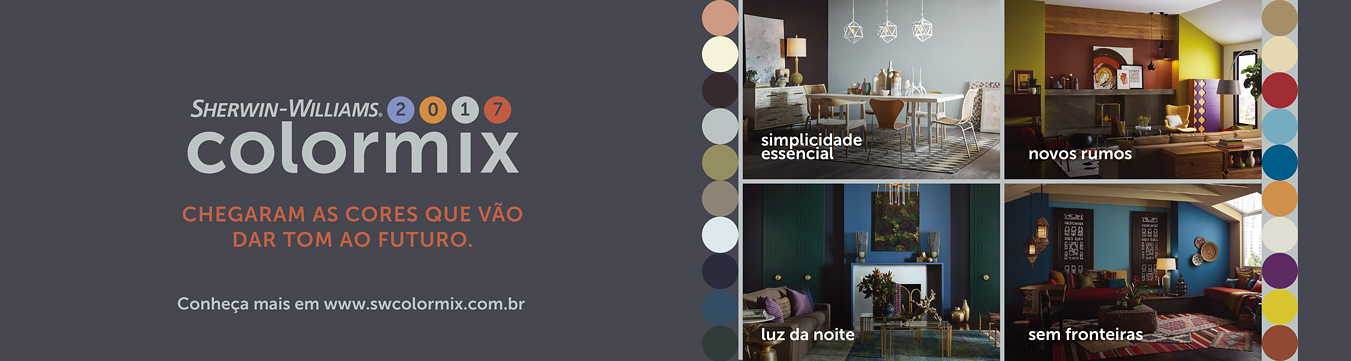 SHERWIN-WILLIAMS. 2017
colormix
CHEGARAM AS CORES QUE VÃO
DAR TOM AO FUTURO.
Conheça mais em www.swcolormix.com.br
simplicidade
essencial
novos rumos
luz da noite
sem fronteiras